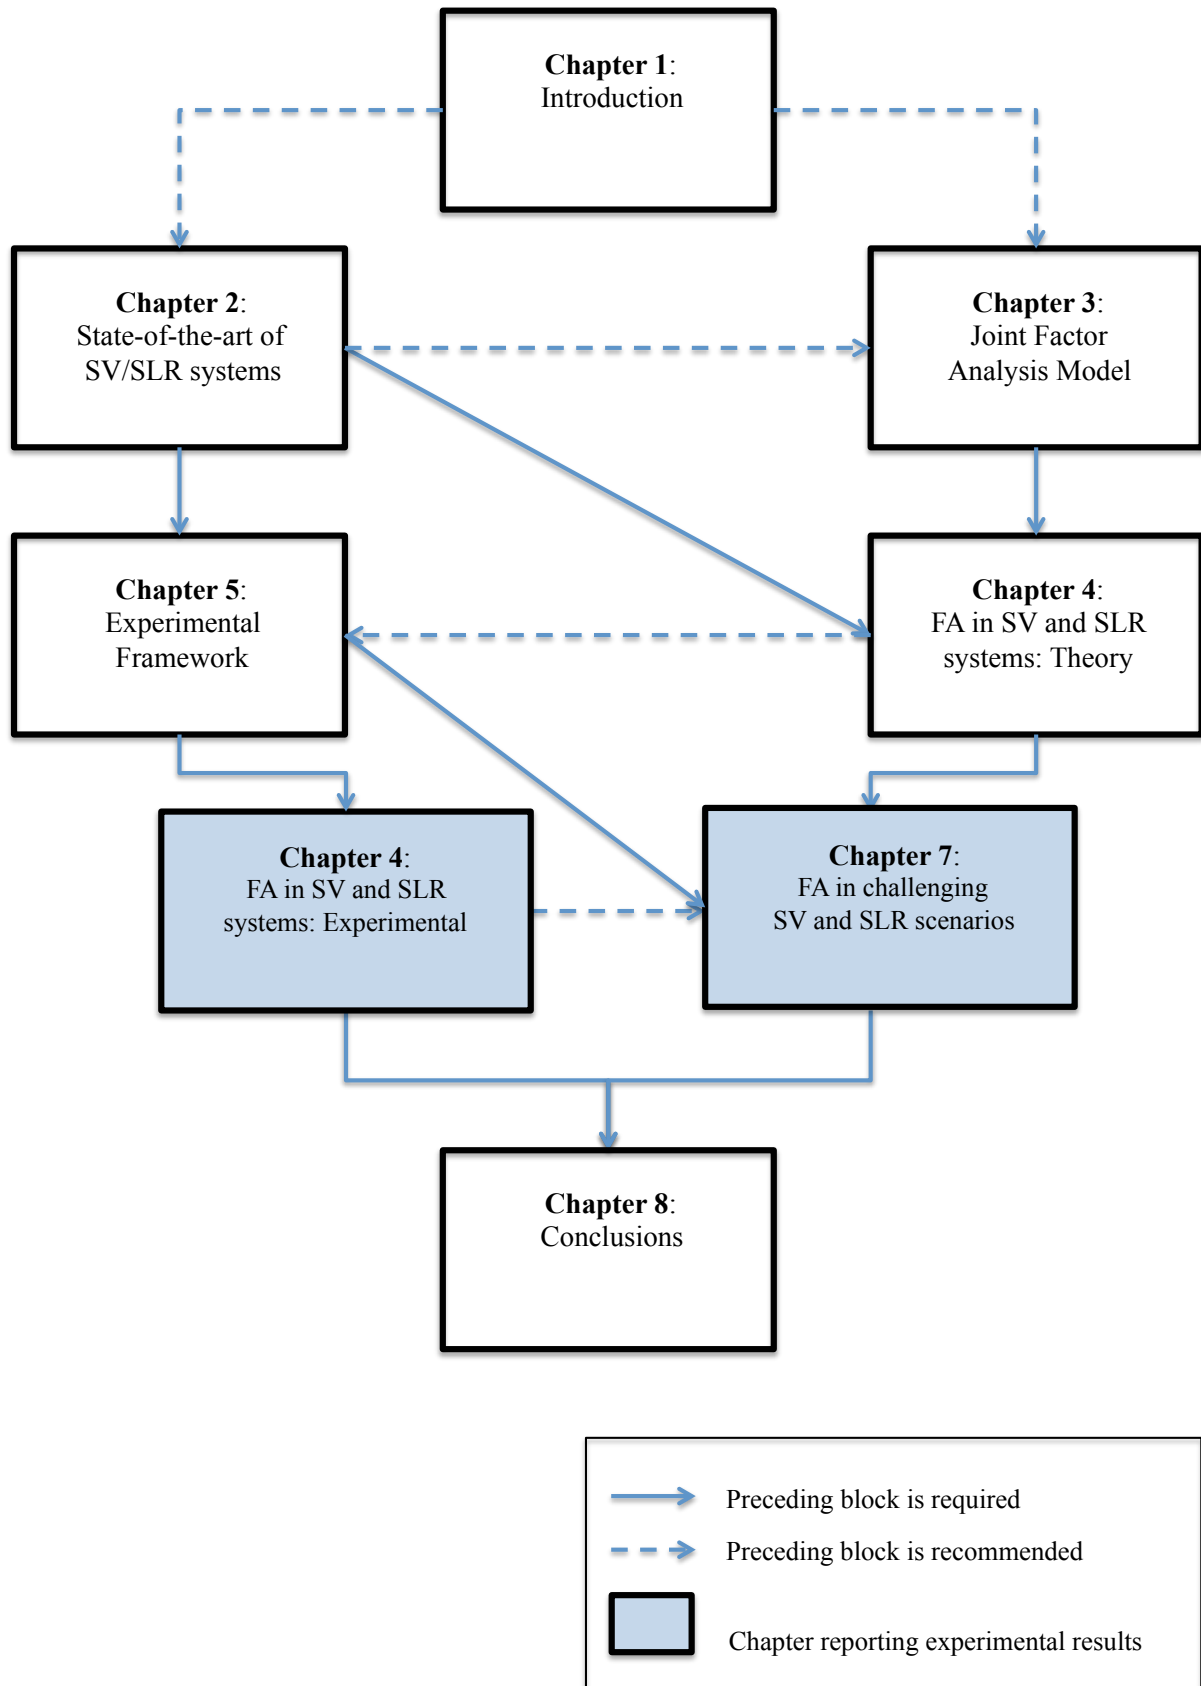 Chapter 1:
Introduction
Chapter 2:
State-of-the-art of
SV/SLR systems
Chapter 3:
Joint Factor
Analysis Model
Chapter 5:
Experimental
Framework
Chapter 4:
FA in SV and SLR
systems: Theory
Chapter 4:
FA in SV and SLR
systems: Experimental
Chapter 7:
FA in challenging
SV and SLR scenarios
Chapter 8:
Conclusions
Preceding block is required
Preceding block is recommended
Chapter reporting experimental results